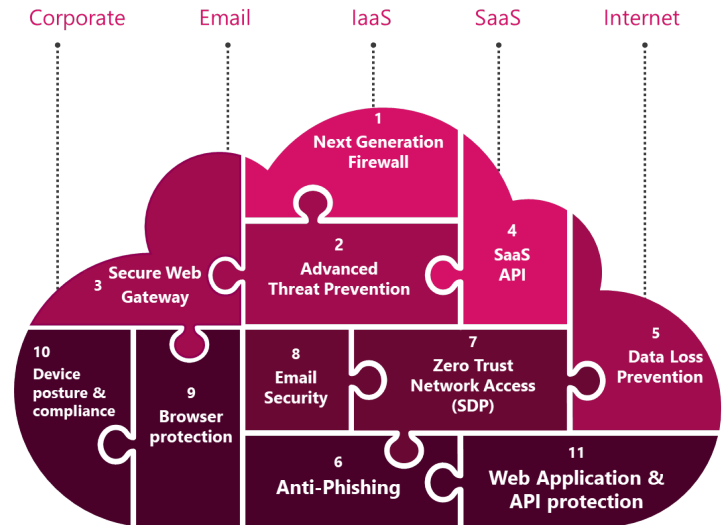 Corporate
Email
IaaS
SaaS
Internet
1
Next Generation
Firewall
2
Advanced
Threat Prevention
3
Secure Web
Gateway
4
SaaS
API
5
Data Loss
Prevention
10
Device
posture &
compliance
9
Browser
protection
8
Email
Security
7
Zero Trust
Network Access
(SDP)
6
Anti-Phishing
11
Web Application &
API protection